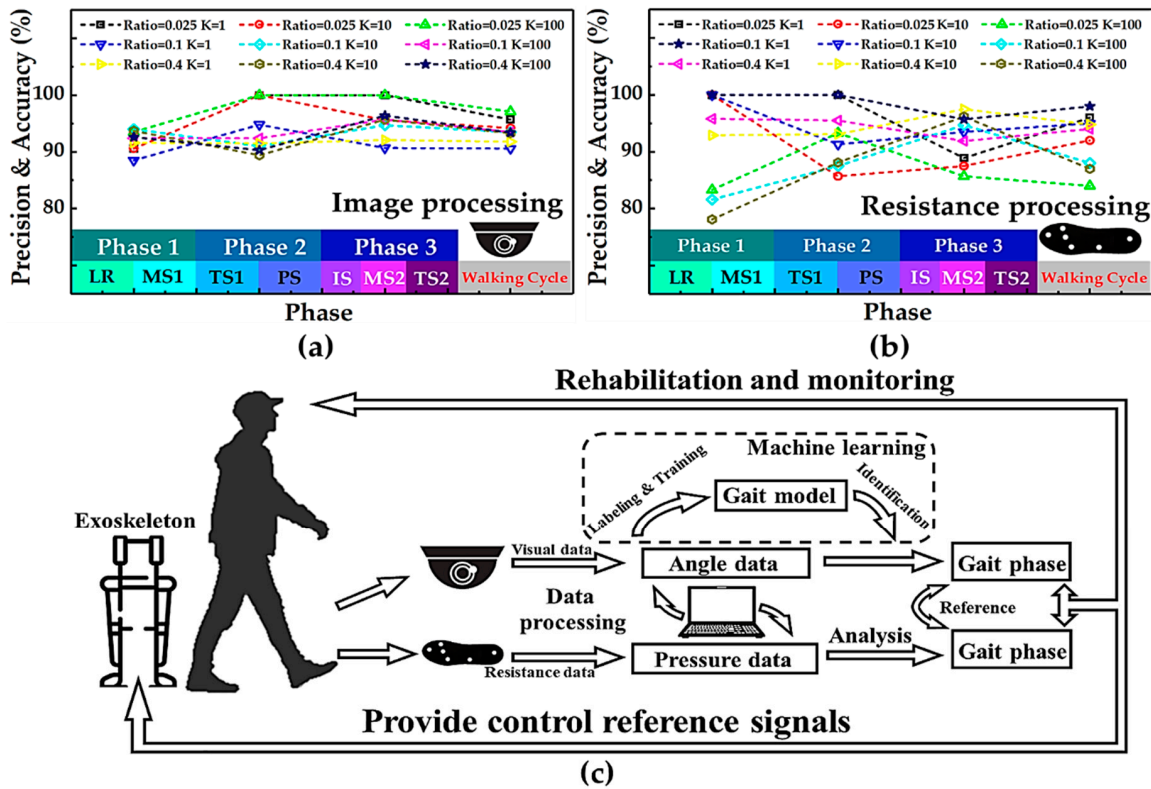 Precision & Accuracy (%)
Ratio=0.025 K=1
Ratio=0.025 K=10
Ratio=0.025 K=100
Ratio=0.1 K=1
Ratio=0.1 K=10
Ratio=0.1 K=100
Ratio=0.4 K=1
Ratio=0.4 K=10
Ratio=0.4 K=100
100
90
80
Image processing
Phase 1
Phase 2
Phase 3
LR
MS1
TS1
PS
IS
MS2
TS2
Walking Cycle
Phase
(a)
Precision & Accuracy (%)
Ratio=0.025 K=1
Ratio=0.025 K=10
Ratio=0.025 K=100
Ratio=0.1 K=1
Ratio=0.1 K=10
Ratio=0.1 K=100
Ratio=0.4 K=1
Ratio=0.4 K=10
Ratio=0.4 K=100
100
90
80
Resistance processing
Phase 1
Phase 2
Phase 3
LR
MS1
TS1
PS
IS
MS2
TS2
Walking Cycle
Phase
(b)
Rehabilitation and monitoring
Machine learning
Labeling & Training
Gait model
Identification
Exoskeleton
Visual data
Angle data
Gait phase
Data
processing
Reference
Resistance data
Pressure data
Analysis
Gait phase
Provide control reference signals
(c)